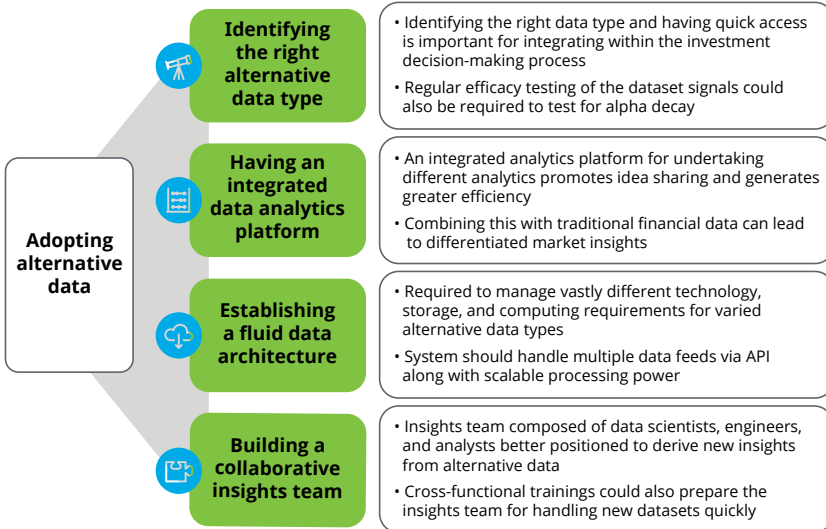 Adopting
alternative
data
Identifying
the right
alternative
data type
• Identifying the right data type and having quick access
is important for integrating within the investment
decision-making process
• Regular efficacy testing of the dataset signals could
also be required to test for alpha decay
Having an
integrated
data analytics
platform
• An integrated analytics platform for undertaking
different analytics promotes idea sharing and generates
greater efficiency
• Combining this with traditional financial data can lead
to differentiated market insights
Establishing
a fluid data
architecture
• Required to manage vastly different technology,
storage, and computing requirements for varied
alternative data types
• System should handle multiple data feeds via API
along with scalable processing power
Building a
collaborative
insights team
• Insights team composed of data scientists, engineers,
and analysts better positioned to derive new insights
from alternative data
• Cross-functional trainings could also prepare the
insights team for handling new datasets quickly